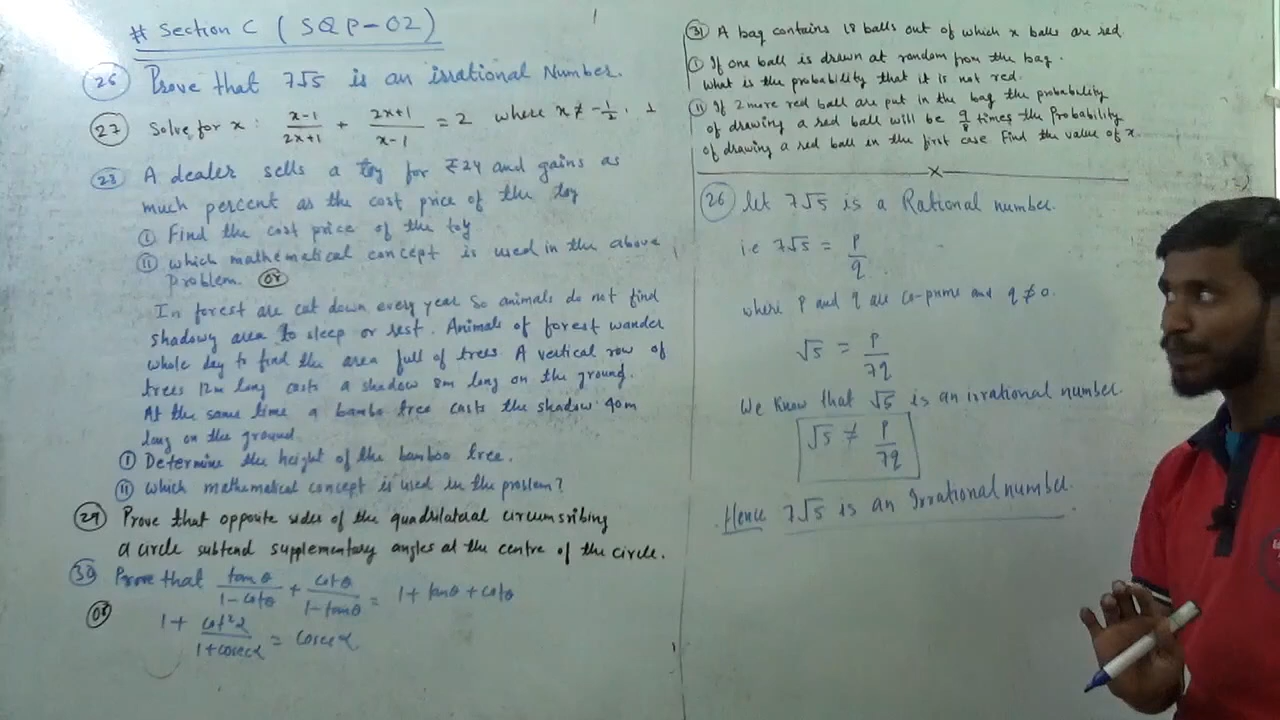 # Section C ( SQP-02)
26 Prove that 7√5 is an irrational Number.
27 Solve for x : x-1/2x+1 + 2x+1/x-1 = 2 where x ≠ -1/2, 1
28 A dealer sells a toy for ₹24 and gains as
much percent as the cost price of the toy
i Find the cost price of the toy
ii which mathematical concept is used in the above
problem. or
In forest are cut down every year so animals do not find
shadowy area to sleep or rest. Animals of forest wander
whole day to find the area full of trees A vertical row of
trees 12m long casts a shadow 8m long on the ground.
At the same time a bambo tree casts the shadow 40m
long on the ground
i Determine the height of the bamboo tree.
ii which mathematical concept is used in the problem?
29 Prove that opposite sides of the quadrilateral circumsribing
a circle subtend supplementary angles at the centre of the circle.
30 Prove that tanθ/1-cotθ + cotθ/1-tanθ = 1 + tanθ + cotθ
or
1 + cot²α/1+cosecα = cosecα
31 A bag contains 18 balls out of which x balls are red.
i If one ball is drawn at random from the bag.
what is the probability that it is not red.
ii If 2 more red ball are put in the bag the probability
of drawing a red ball will be 9/8 times the Probability
of drawing a red ball in the first case Find the value of x.
x
26 let 7√5 is a Rational number.
i.e 7√5 = p/q
where p and q are co-prime and q ≠ 0.
√5 = p/7q
We know that √5 is an irrational number.
√5 ≠ p/7q
Hence 7√5 is an Irrational number.